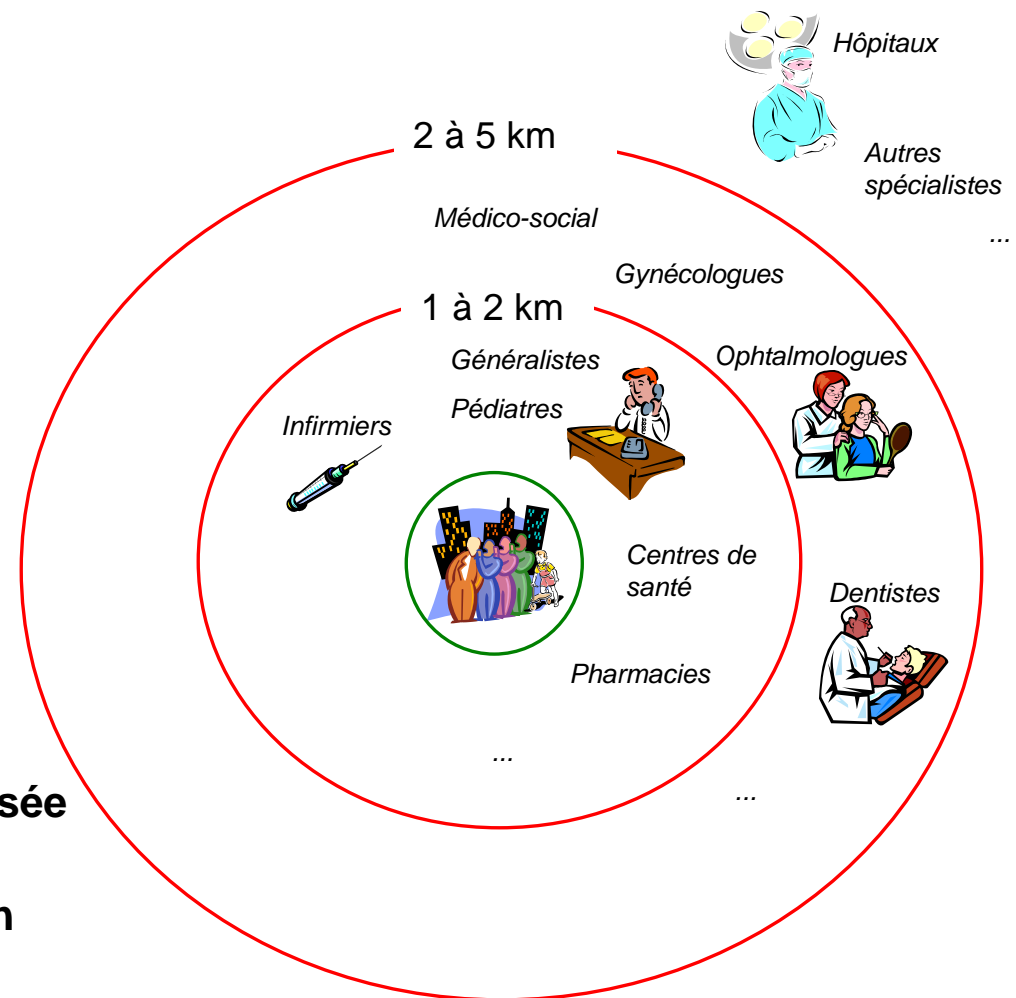 Hôpitaux
2 à 5 km
Autres
spécialistes
...
Médico-social
Gynécologues
1 à 2 km
Généralistes
Ophtalmologues
Pédiatres
Infirmiers
Centres de
santé
Dentistes
Pharmacies
...
...
sée
n